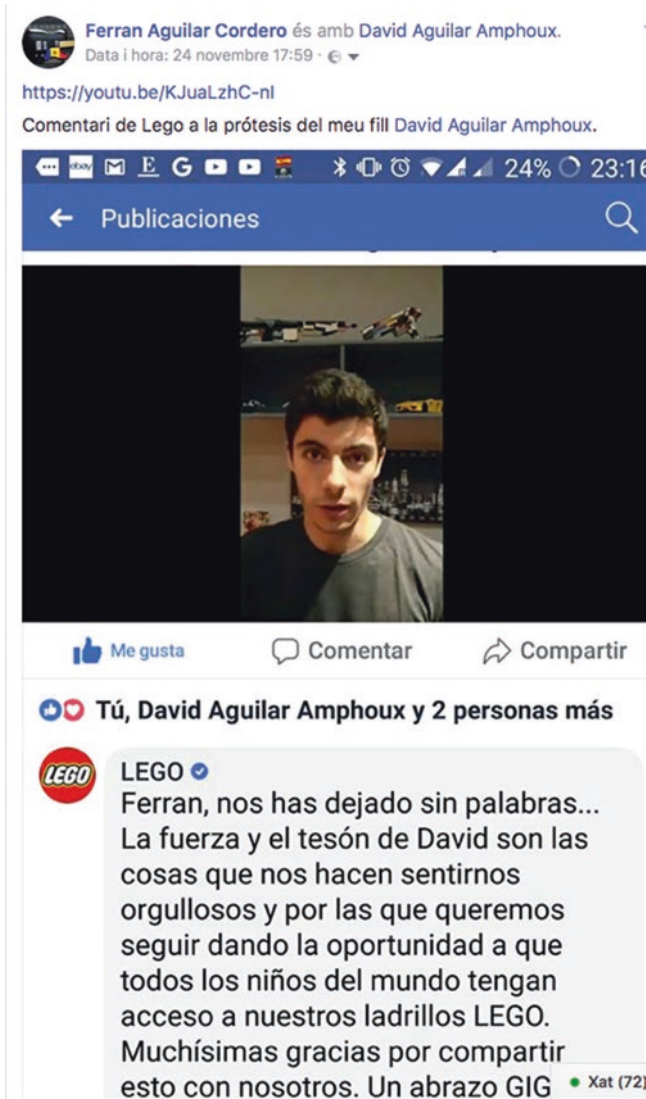 Ferran Aguilar Cordero és amb David Aguilar Amphoux.
Data i hora: 24 novembre 17:59 ·
https://youtu.be/KJuaLzhC-nI
Comentari de Lego a la prótesis del meu fill David Aguilar Amphoux.
ebay M E G 24% 23:16
Publicaciones
Me gusta Comentar Compartir
Tú, David Aguilar Amphoux y 2 personas más
LEGO
LEGO
Ferran, nos has dejado sin palabras...
La fuerza y el tesón de David son las
cosas que nos hacen sentirnos
orgullosos y por las que queremos
seguir dando la oportunidad a que
todos los niños del mundo tengan
acceso a nuestros ladrillos LEGO.
Muchísimas gracias por compartir
esto con nosotros. Un abrazo GIG
Xat (72)